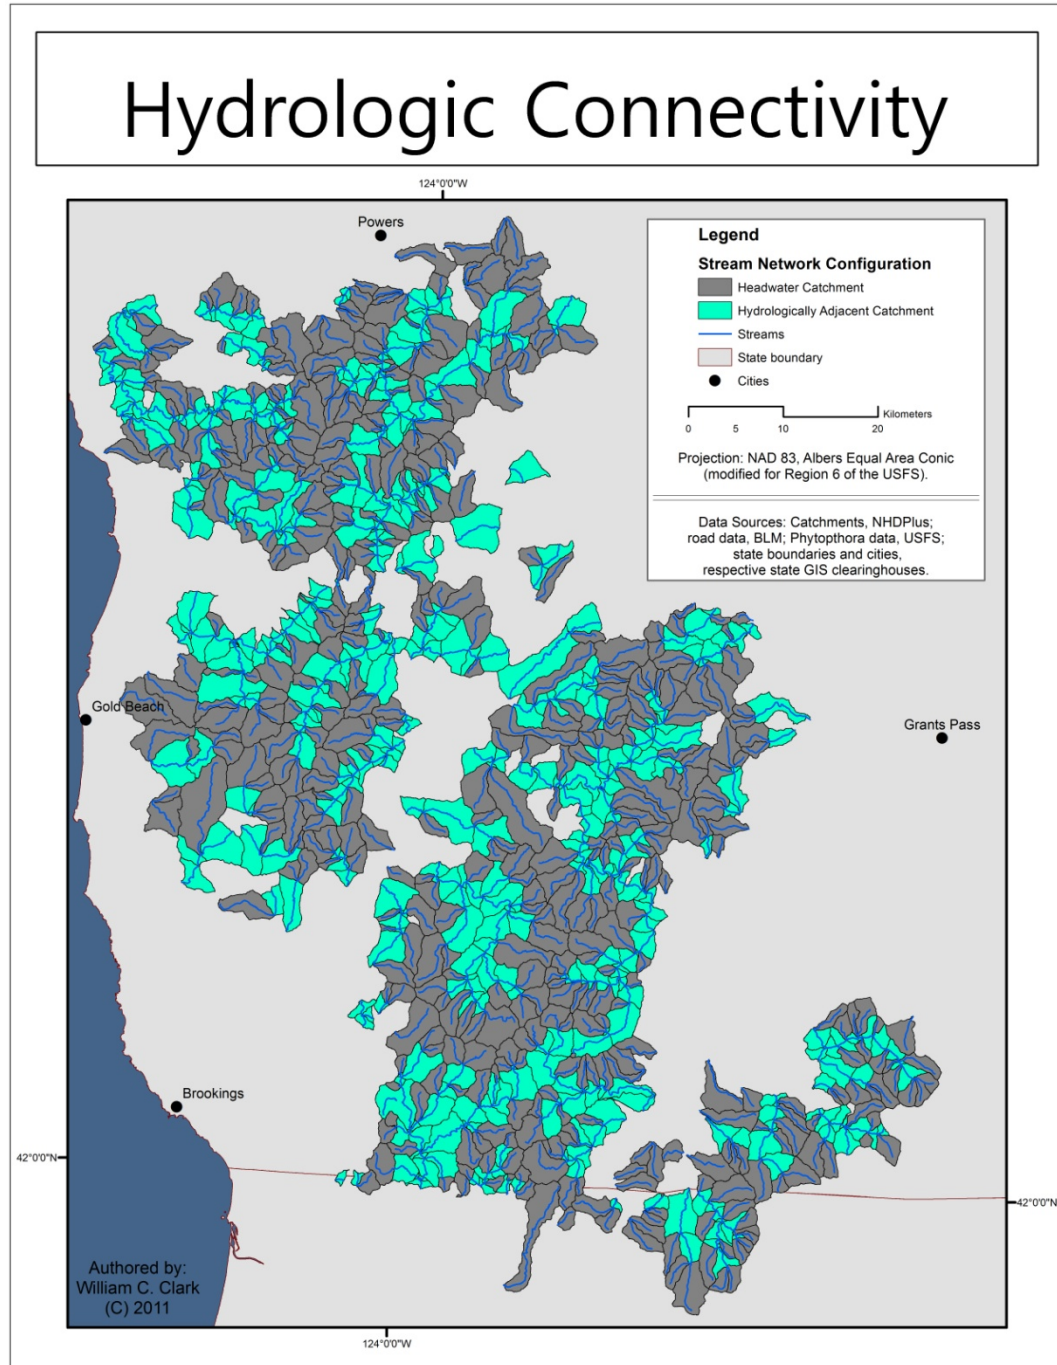 Hydrologic Connectivity
124°0'0"W
Powers
Legend
Stream Network Configuration
Headwater Catchment
Hydrologically Adjacent Catchment
Streams
State boundary
Cities
Kilometers
0 5 10 20
Projection: NAD 83, Albers Equal Area Conic
(modified for Region 6 of the USFS).
Data Sources: Catchments, NHDPlus;
road data, BLM; Phytopthora data, USFS;
state boundaries and cities,
respective state GIS clearinghouses.
Gold Beach
Grants Pass
Brookings
42°0'0"N
42°0'0"N
Authored by:
William C. Clark
(C) 2011
124°0'0"W